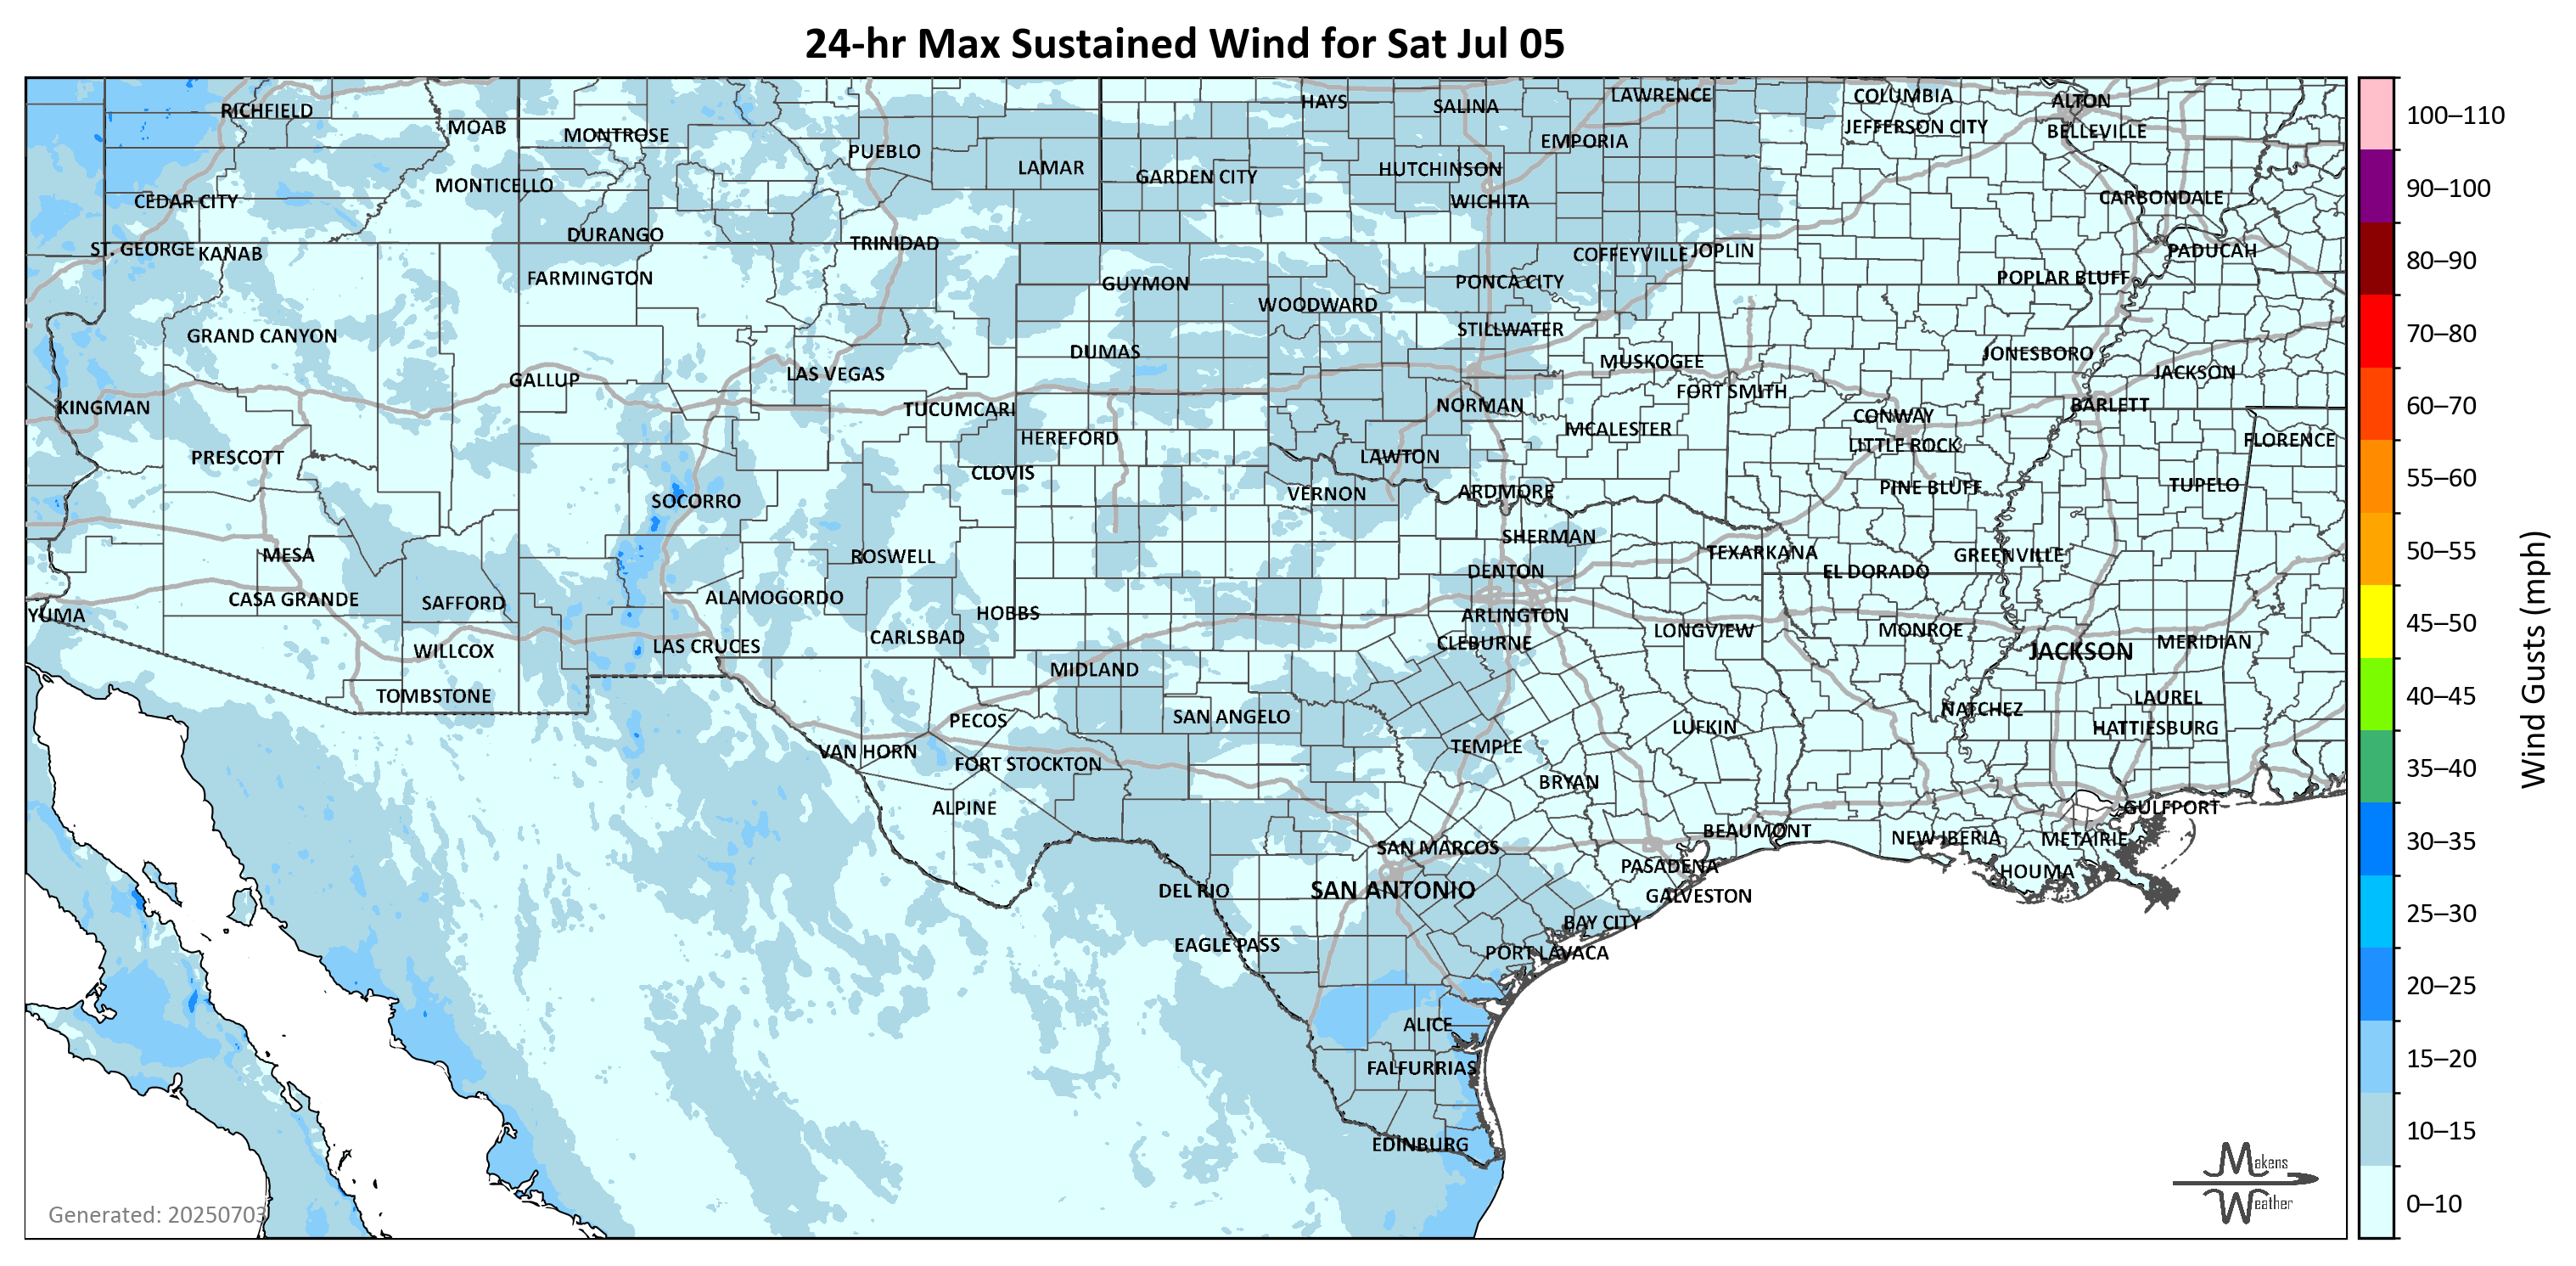 24-hr Max Sustained Wind for Sat Jul 05
RICHFIELD
MOAB
MONTROSE
PUEBLO
LAMAR
HAYS
SALINA
LAWRENCE
COLUMBIA
ALTON
JEFFERSON CITY
BELLEVILLE
EMPORIA
HUTCHINSON
GARDEN CITY
WICHITA
MONTICELLO
CEDAR CITY
CARBONDALE
DURANGO
TRINIDAD
ST. GEORGE
KANAB
COFFEYVILLE
JOPLIN
PADUCAH
FARMINGTON
GUYMON
PONCA CITY
POPLAR BLUFF
WOODWARD
STILLWATER
GRAND CANYON
DUMAS
MUSKOGEE
JONESBORO
GALLUP
LAS VEGAS
JACKSON
FORT SMITH
KINGMAN
TUCUMCARI
NORMAN
BARLETT
CONWAY
MCALESTER
HEREFORD
LITTLE ROCK
FLORENCE
PRESCOTT
CLOVIS
LAWTON
SOCORRO
VERNON
ARDMORE
PINE BLUFF
TUPELO
MESA
ROSWELL
SHERMAN
TEXARKANA
GREENVILLE
DENTON
EL DORADO
CASA GRANDE
SAFFORD
ALAMOGORDO
HOBBS
YUMA
ARLINGTON
LONGVIEW
MONROE
CARLSBAD
CLEBURNE
WILLCOX
LAS CRUCES
JACKSON
MERIDIAN
MIDLAND
TOMBSTONE
LAUREL
PECOS
SAN ANGELO
NATCHEZ
LUFKIN
HATTIESBURG
VAN HORN
TEMPLE
FORT STOCKTON
BRYAN
ALPINE
GULFPORT
BEAUMONT
NEW IBERIA
METAIRIE
SAN MARCOS
PASADENA
HOUMA
DEL RIO
SAN ANTONIO
GALVESTON
BAY CITY
EAGLE PASS
PORT LAVACA
ALICE
FALFURRIAS
EDINBURG
Generated: 20250703
Makens
Weather
100–110
90–100
80–90
70–80
60–70
55–60
50–55
45–50
40–45
35–40
30–35
25–30
20–25
15–20
10–15
0–10
Wind Gusts (mph)